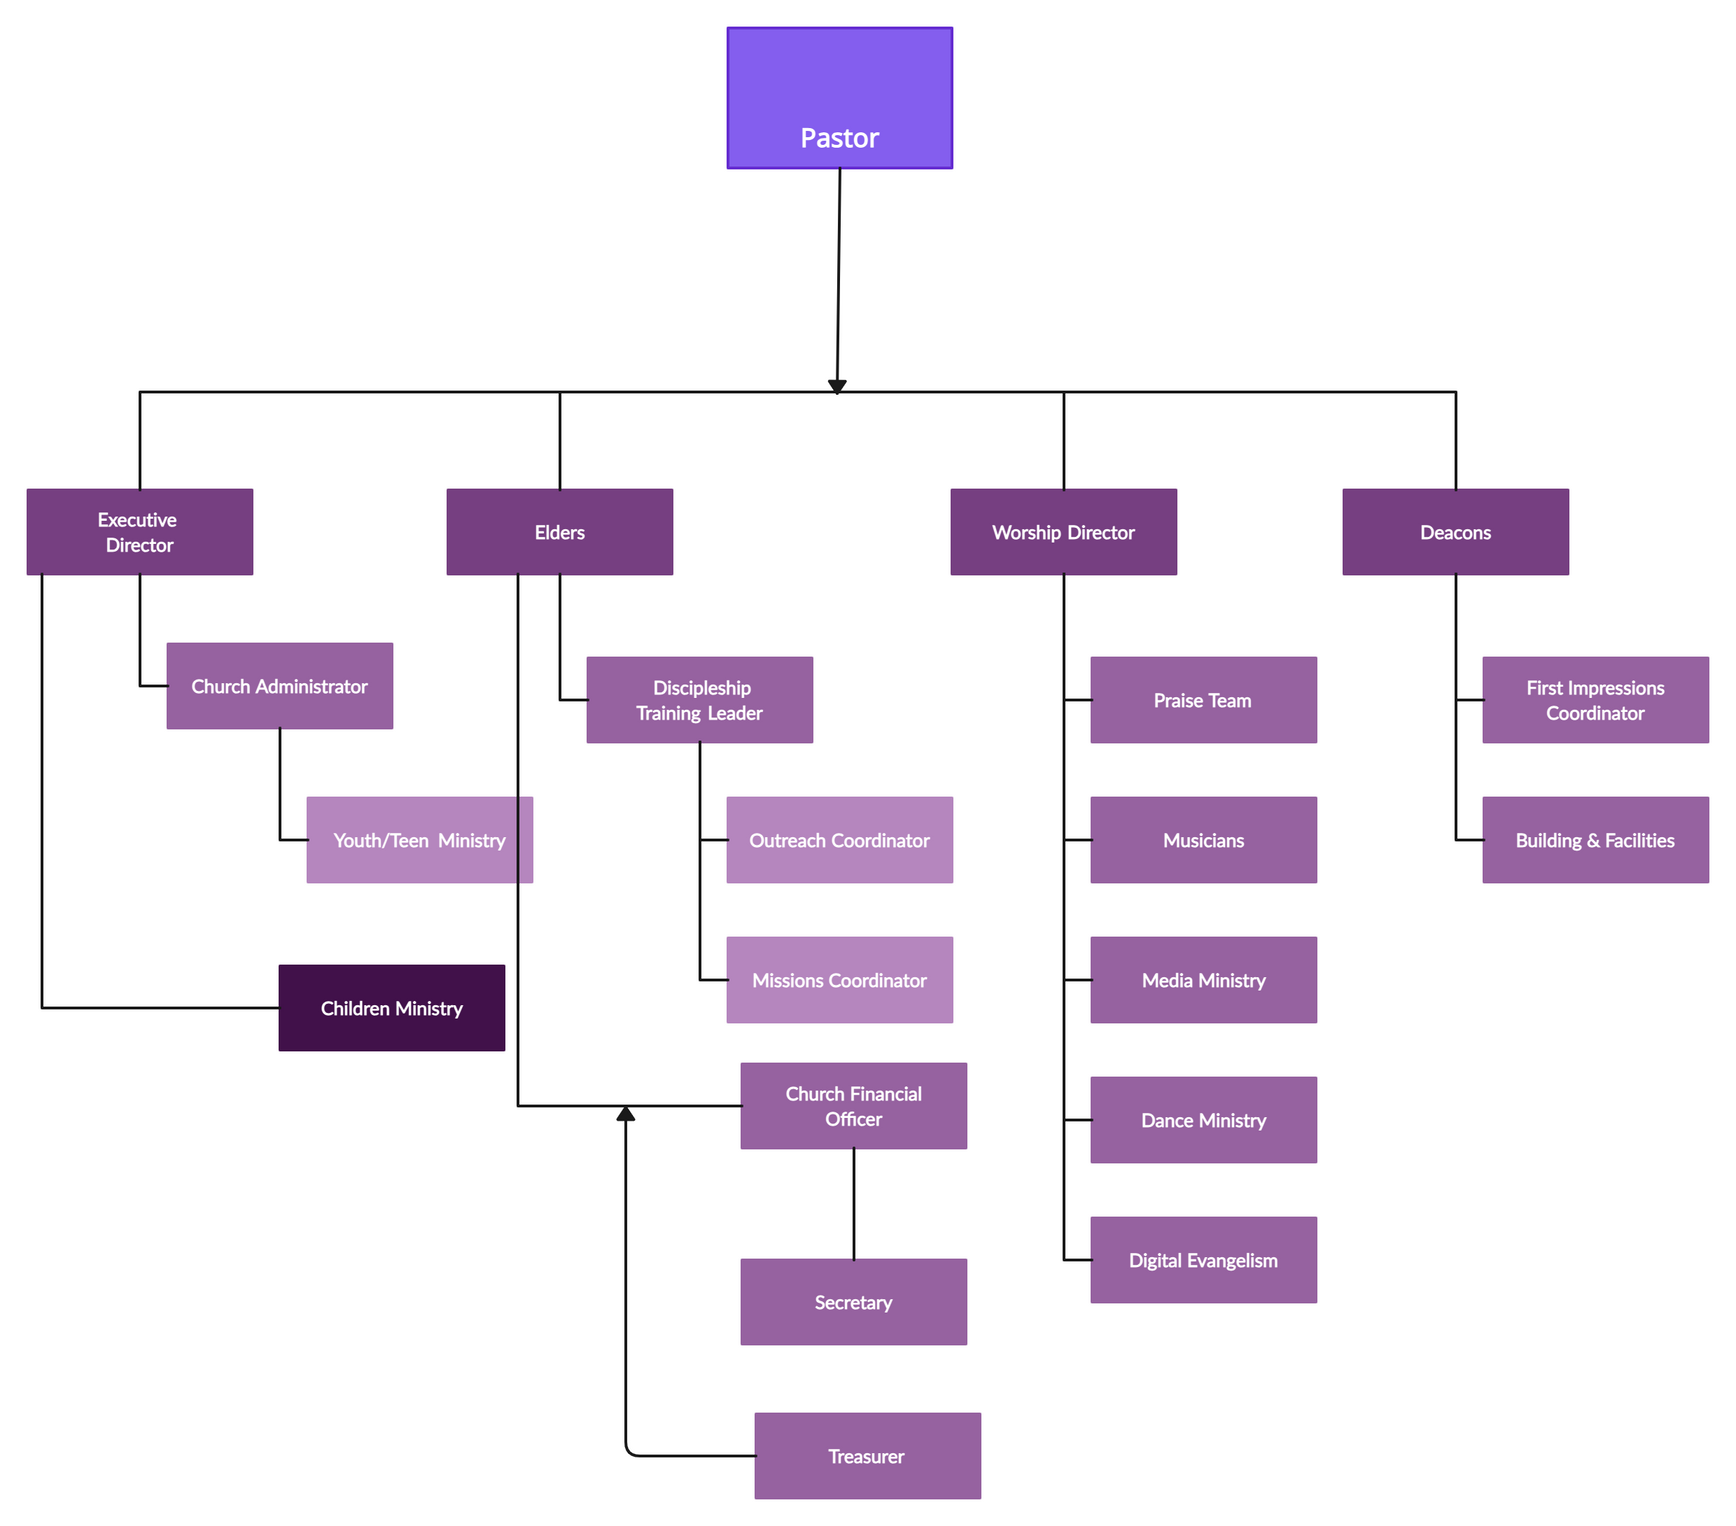 Pastor
Executive
Director
Elders
Worship Director
Deacons
Church Administrator
Discipleship
Training Leader
Praise Team
First Impressions
Coordinator
Youth/Teen Ministry
Outreach Coordinator
Musicians
Building & Facilities
Children Ministry
Missions Coordinator
Media Ministry
Church Financial
Officer
Dance Ministry
Secretary
Digital Evangelism
Treasurer